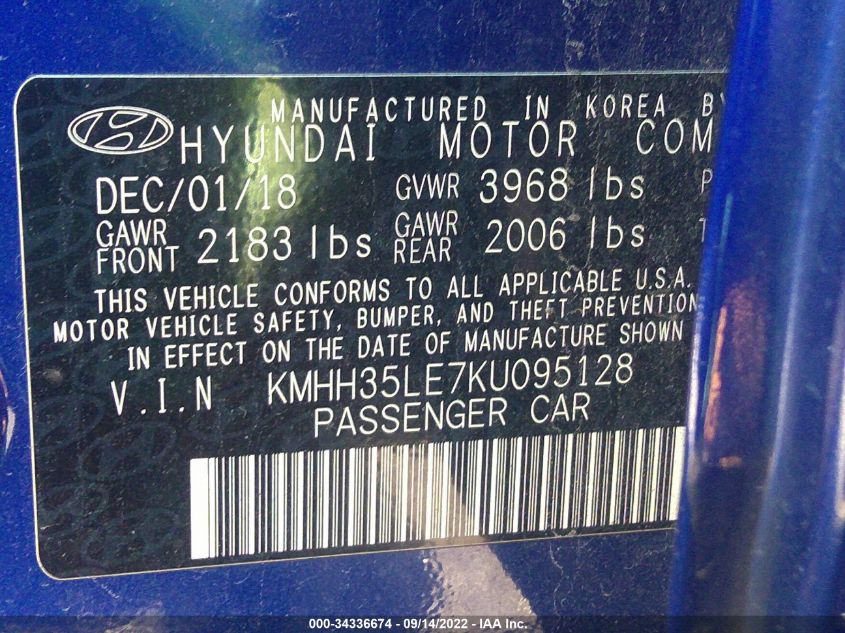 MANUFACTURED IN KOREA BY
HYUNDAI MOTOR COM
DEC/01/18 GVWR 3968 lbs P
GAWR FRONT 2183 lbs GAWR REAR 2006 lbs T
THIS VEHICLE CONFORMS TO ALL APPLICABLE U.S.A.
MOTOR VEHICLE SAFETY, BUMPER, AND THEFT PREVENTION
IN EFFECT ON THE DATE OF MANUFACTURE SHOWN
V.I.N KMHH35LE7KU095128
PASSENGER CAR
000-34336674 - 09/14/2022 - IAA Inc.